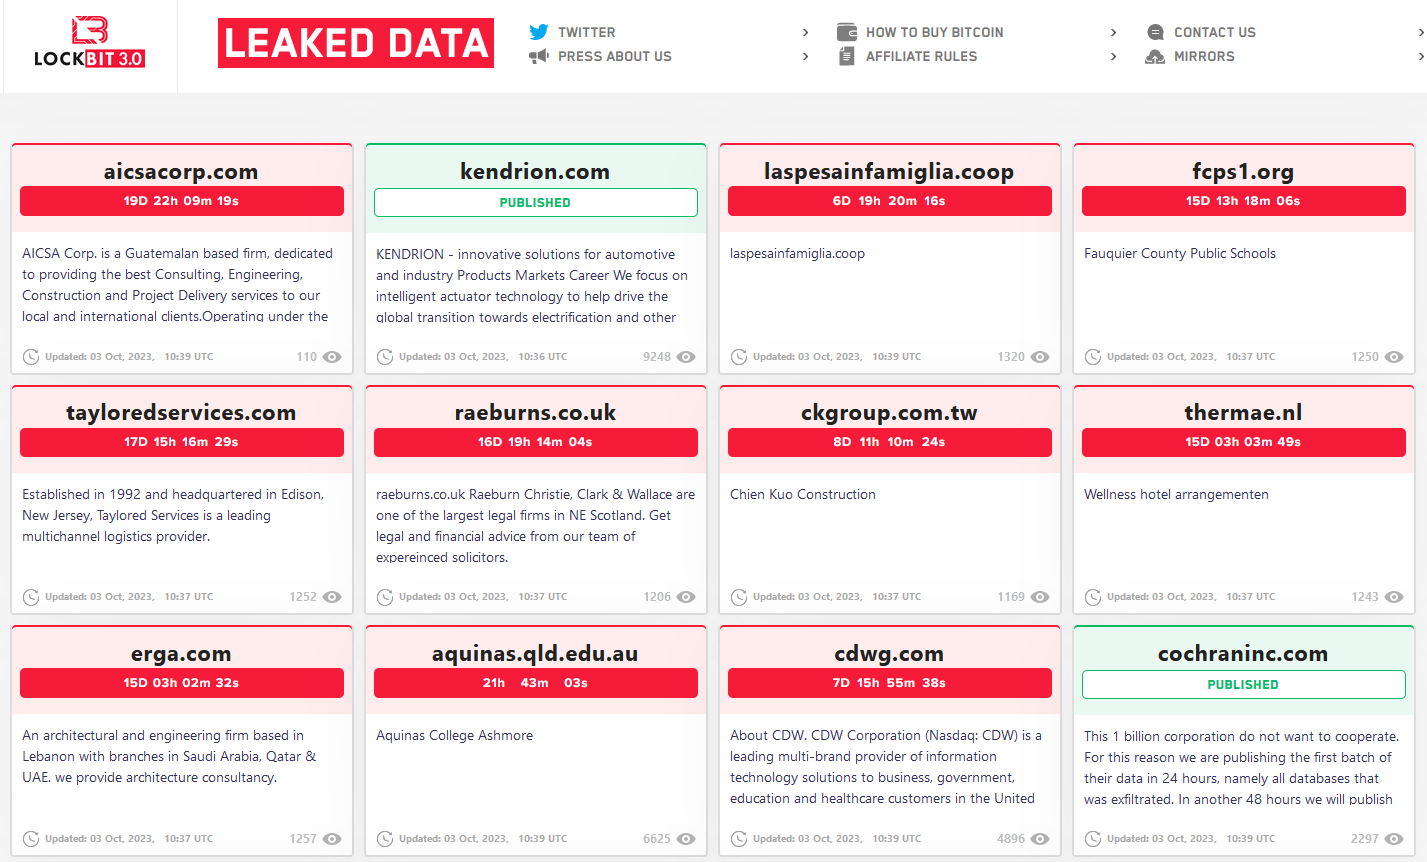 LOCKBIT 3.0
LEAKED DATA
TWITTER
PRESS ABOUT US
HOW TO BUY BITCOIN
AFFILIATE RULES
CONTACT US
MIRRORS
aicsacorp.com
19D 22h 09m 19s
AICSA Corp. is a Guatemalan based firm, dedicated
to providing the best Consulting, Engineering,
Construction and Project Delivery services to our
local and international clients.Operating under the
Updated: 03 Oct, 2023, 10:39 UTC
110
kendrion.com
PUBLISHED
KENDRION - innovative solutions for automotive
and industry Products Markets Career We focus on
intelligent actuator technology to help drive the
global transition towards electrification and other
Updated: 03 Oct, 2023, 10:36 UTC
9248
laspesainfamiglia.coop
6D 19h 20m 16s
laspesainfamiglia.coop
Updated: 03 Oct, 2023, 10:39 UTC
1320
fcps1.org
15D 13h 18m 06s
Fauquier County Public Schools
Updated: 03 Oct, 2023, 10:37 UTC
1250
tayloredservices.com
17D 15h 16m 29s
Established in 1992 and headquartered in Edison,
New Jersey, Taylored Services is a leading
multichannel logistics provider.
Updated: 03 Oct, 2023, 10:37 UTC
1252
raeburns.co.uk
16D 19h 14m 04s
raeburns.co.uk Raeburn Christie, Clark & Wallace are
one of the largest legal firms in NE Scotland. Get
legal and financial advice from our team of
expereinced solicitors.
Updated: 03 Oct, 2023, 10:37 UTC
1206
ckgroup.com.tw
8D 11h 10m 24s
Chien Kuo Construction
Updated: 03 Oct, 2023, 10:37 UTC
1169
thermae.nl
15D 03h 03m 49s
Wellness hotel arrangementen
Updated: 03 Oct, 2023, 10:37 UTC
1243
erga.com
15D 03h 02m 32s
An architectural and engineering firm based in
Lebanon with branches in Saudi Arabia, Qatar &
UAE. we provide architecture consultancy.
Updated: 03 Oct, 2023, 10:37 UTC
1257
aquinas.qld.edu.au
21h 43m 03s
Aquinas College Ashmore
Updated: 03 Oct, 2023, 10:39 UTC
6625
cdwg.com
7D 15h 55m 38s
About CDW. CDW Corporation (Nasdaq: CDW) is a
leading multi-brand provider of information
technology solutions to business, government,
education and healthcare customers in the United
Updated: 03 Oct, 2023, 10:39 UTC
4896
cochraninc.com
PUBLISHED
This 1 billion corporation do not want to cooperate.
For this reason we are publishing the first batch of
their data in 24 hours, namely all databases that
was exfiltrated. In another 48 hours we will publish
Updated: 03 Oct, 2023, 10:39 UTC
2297